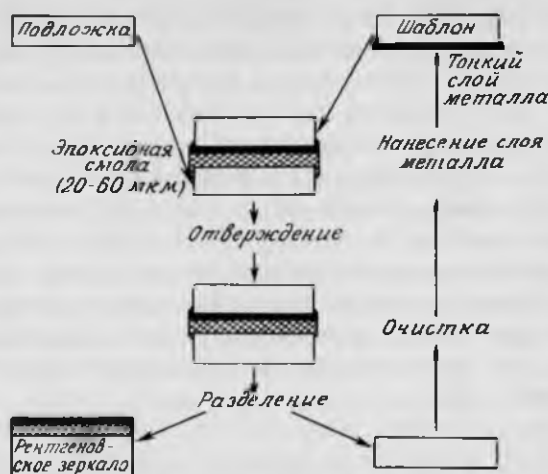 Подложка
Шаблон
Тонкий
слой
металла
Эпоксидная
смола
(20-60 мкм)
Нанесение слоя
металла
Отверждение
Очистка
Разделение
Рентгенов-
ское зеркало